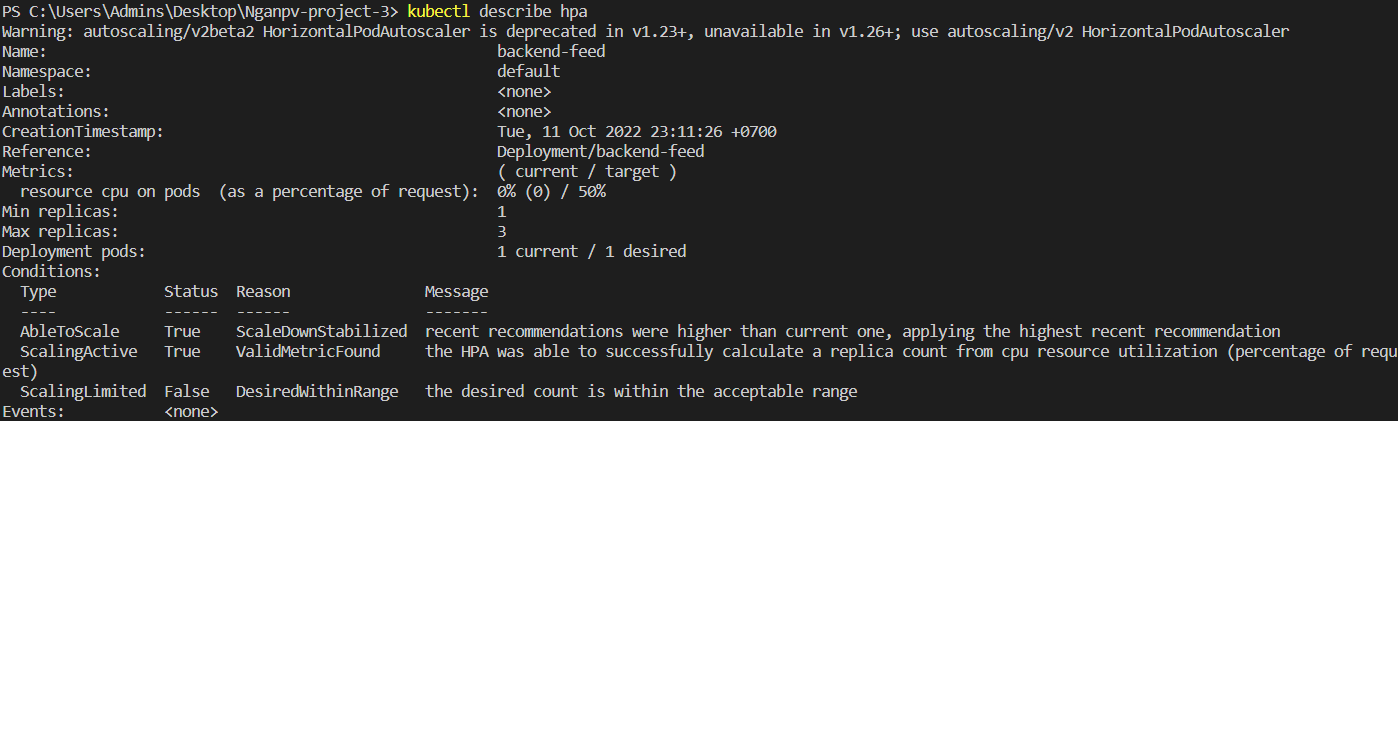 PS C:\Users\Admins\Desktop\Nganpv-project-3> kubectl describe hpa
Warning: autoscaling/v2beta2 HorizontalPodAutoscaler is deprecated in v1.23+, unavailable in v1.26+; use autoscaling/v2 HorizontalPodAutoscaler
Name: backend-feed
Namespace: default
Labels: <none>
Annotations: <none>
CreationTimestamp: Tue, 11 Oct 2022 23:11:26 +0700
Reference: Deployment/backend-feed
Metrics: ( current / target )
resource cpu on pods (as a percentage of request): 0% (0) / 50%
Min replicas: 1
Max replicas: 3
Deployment pods: 1 current / 1 desired
Conditions:
Type Status Reason Message
---- ------ ------ -------
AbleToScale True ScaleDownStabilized recent recommendations were higher than current one, applying the highest recent recommendation
ScalingActive True ValidMetricFound the HPA was able to successfully calculate a replica count from cpu resource utilization (percentage of requ
est)
ScalingLimited False DesiredWithinRange the desired count is within the acceptable range
Events: <none>